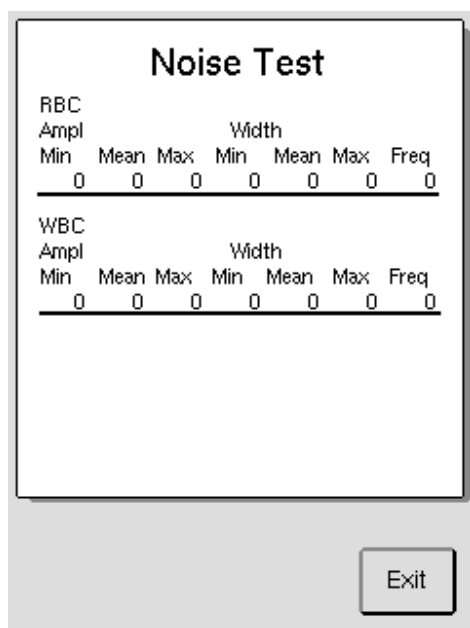 Noise Test
RBC
Ampl Width
Min Mean Max Min Mean Max Freq
0 0 0 0 0 0 0
WBC
Ampl Width
Min Mean Max Min Mean Max Freq
0 0 0 0 0 0 0
Exit